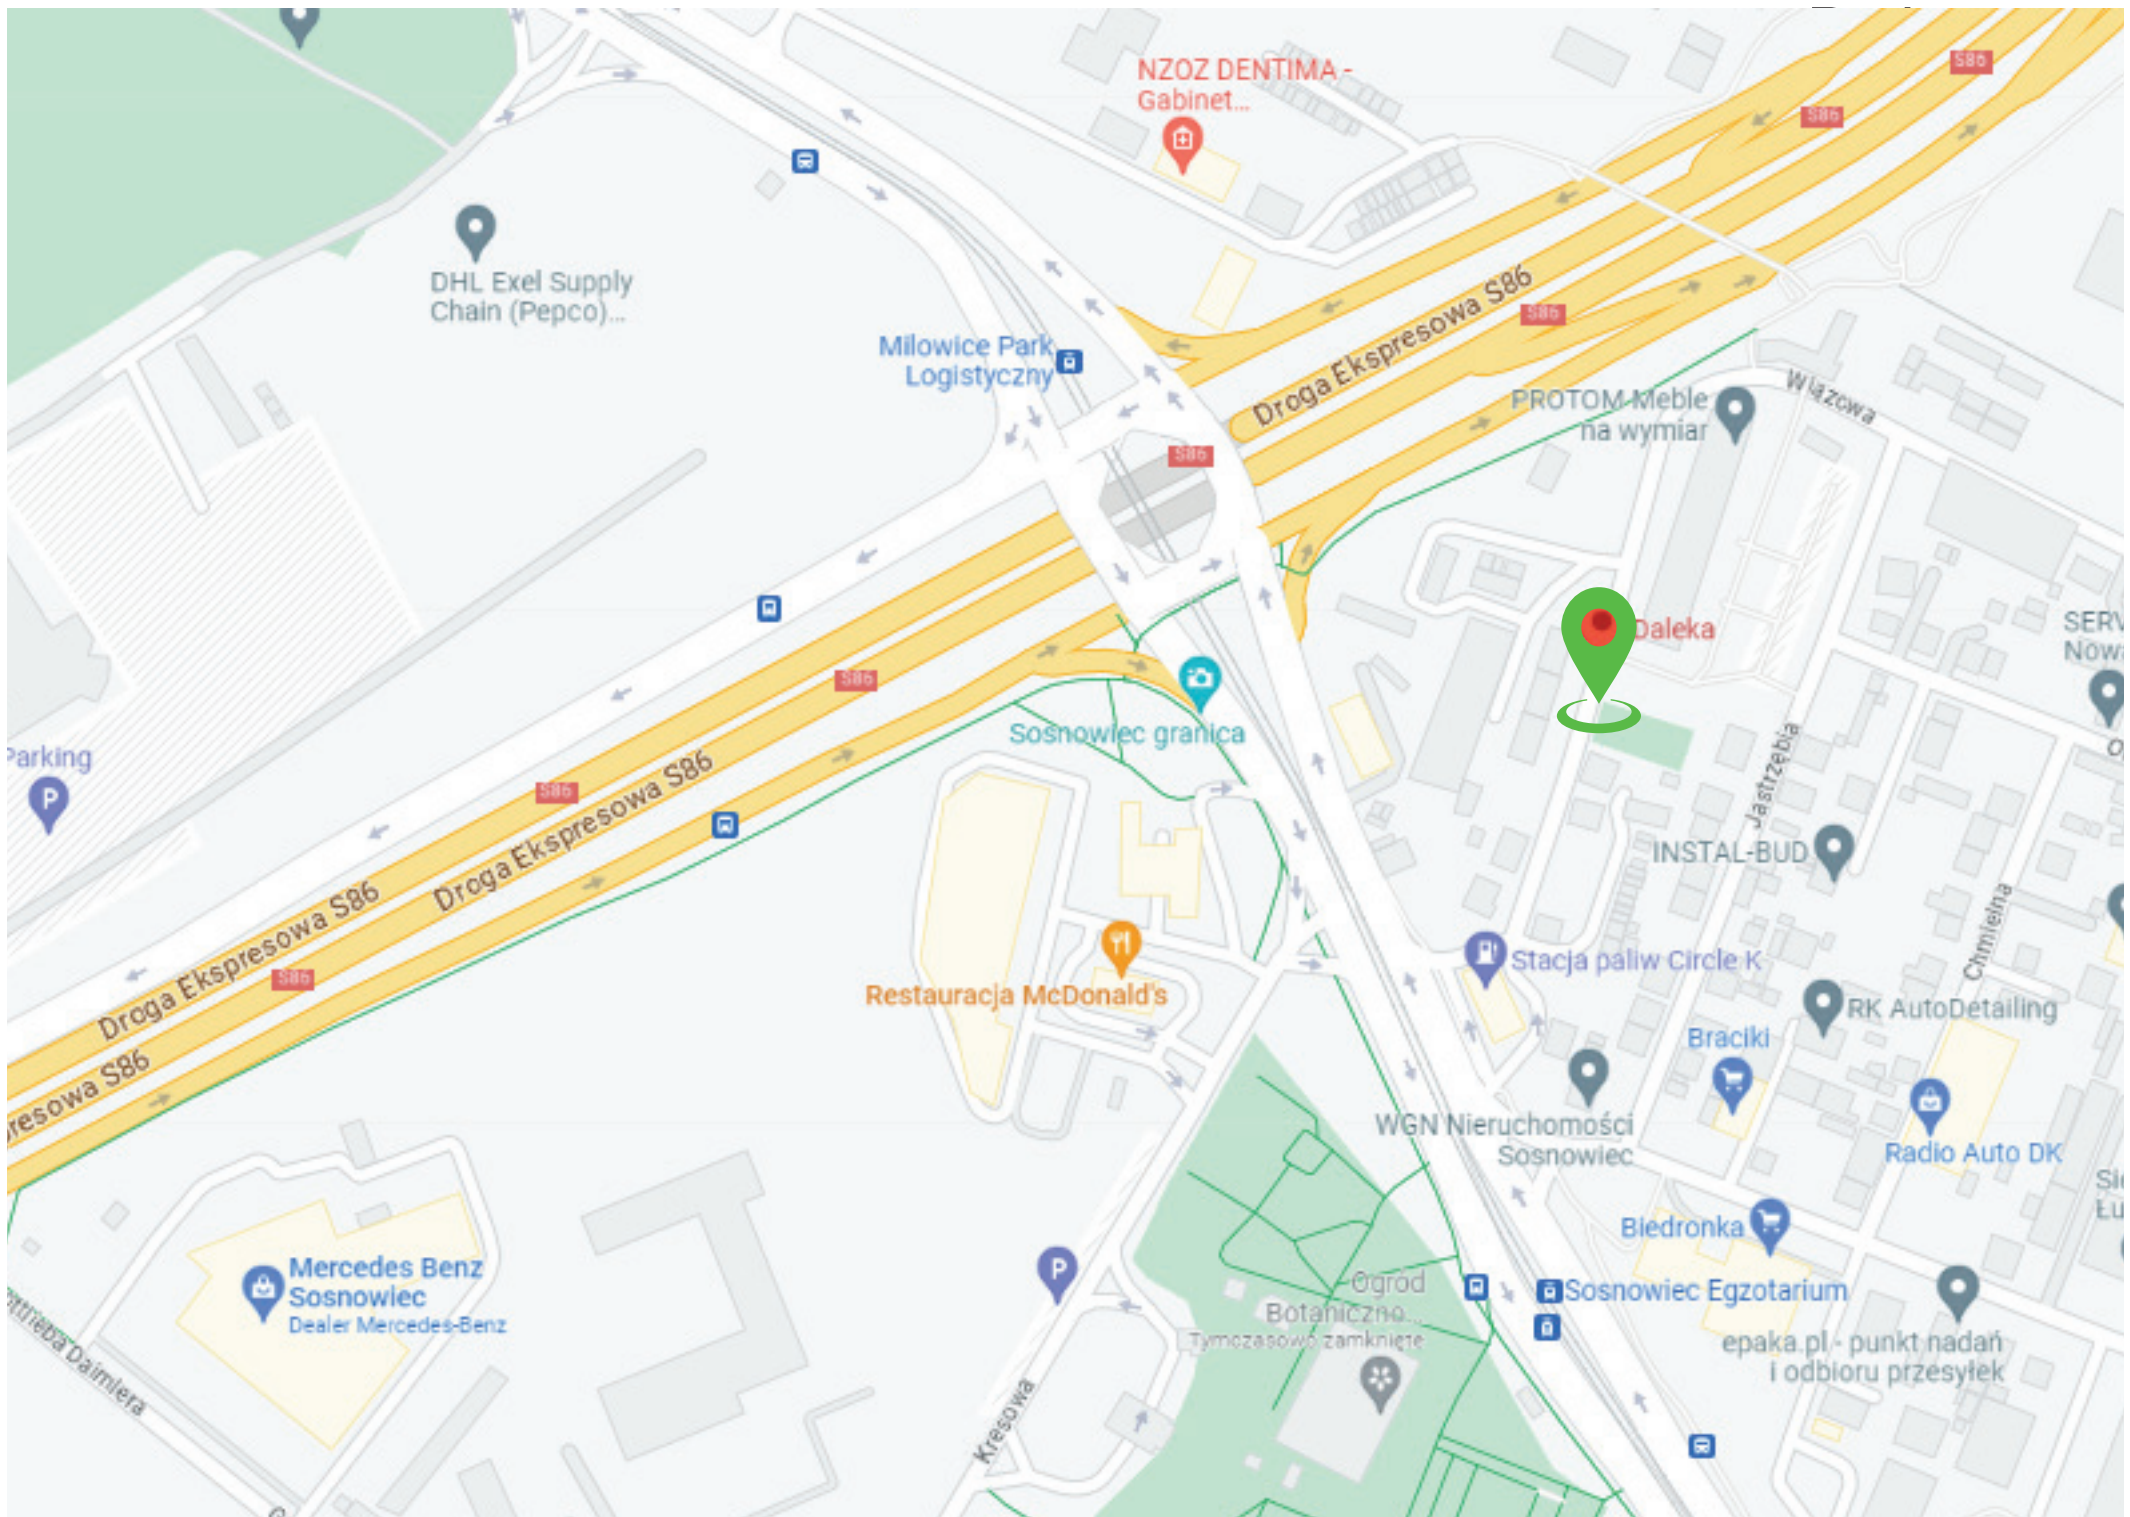 NZOZ DENTIMA -
Gabinet...
S86
S86
DHL Exel Supply
Chain (Pepco)...
Milowice Park
Logistyczny
Droga Ekspresowa S86
S86
PROTOM Meble
na wymiar
Wiązowa
S86
Daleka
SERV
Nowa
S86
Sosnowiec granica
Parking
P
S86
Droga Ekspresowa S86
Jastrzębia
INSTAL-BUD
Droga Ekspresowa S86
S86
Chmielna
Stacja paliw Circle K
Restauracja McDonald's
RK AutoDetailing
Braciki
resowa S86
WGN Nieruchomości
Sosnowiec
Radio Auto DK
Biedronka
P
Mercedes Benz
Sosnowiec
Dealer Mercedes-Benz
Ogród
Botaniczno...
Tymczasowo zamknięte
Sosnowiec Egzotarium
epaka.pl - punkt nadań
i odbioru przesyłek
ttlieba Daimlera
Kresowa